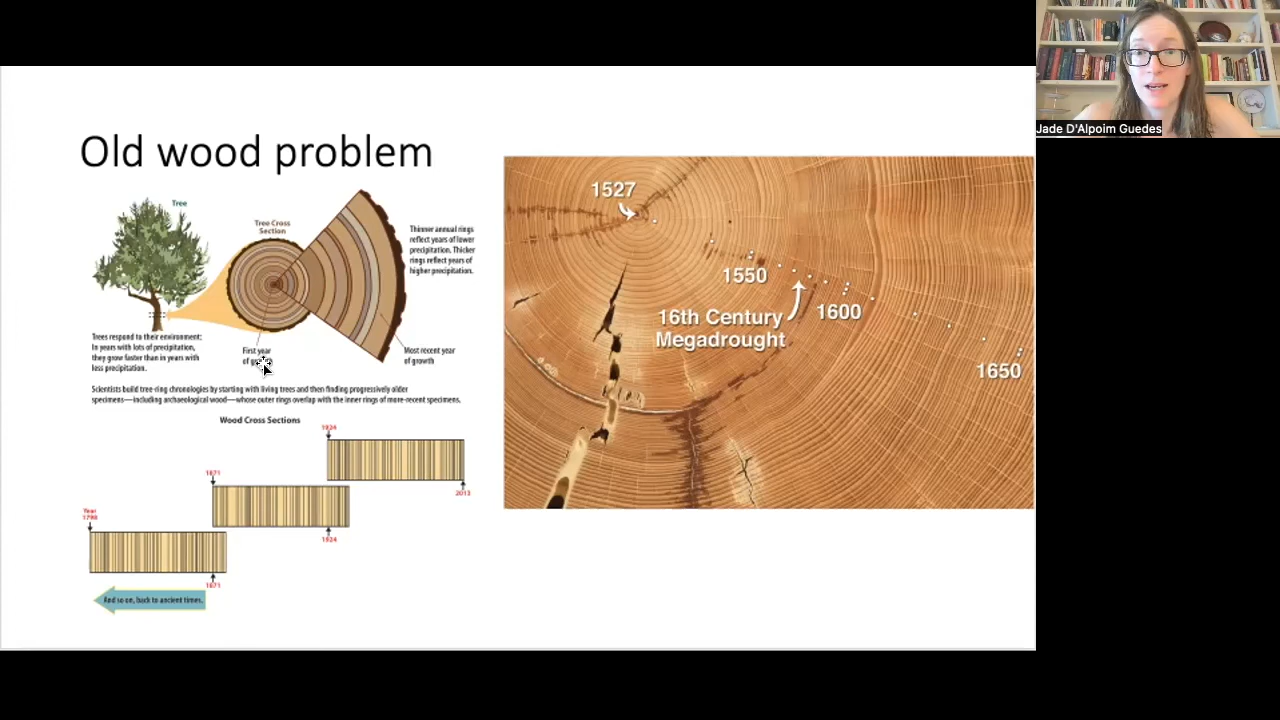 Jade D'Alpoim Guedes
Old wood problem
Tree
Tree Cross
Section
Thinner annual rings
reflect years of lower
precipitation. Thicker
rings reflect years of
higher precipitation.
Trees respond to their environment:
In years with lots of precipitation,
they grow faster than in years with
less precipitation.
First year
of
Most recent year
of growth
Scientists build tree-ring chronologies by starting with living trees and then finding progressively older
specimens—including archaeological wood—whose outer rings overlap with the inner rings of more-recent specimens.
Wood Cross Sections
1924
2013
1871
1924
Year
1871
And so on, back to ancient times.
1527
1550
16th Century
Megadrought
1600
1650